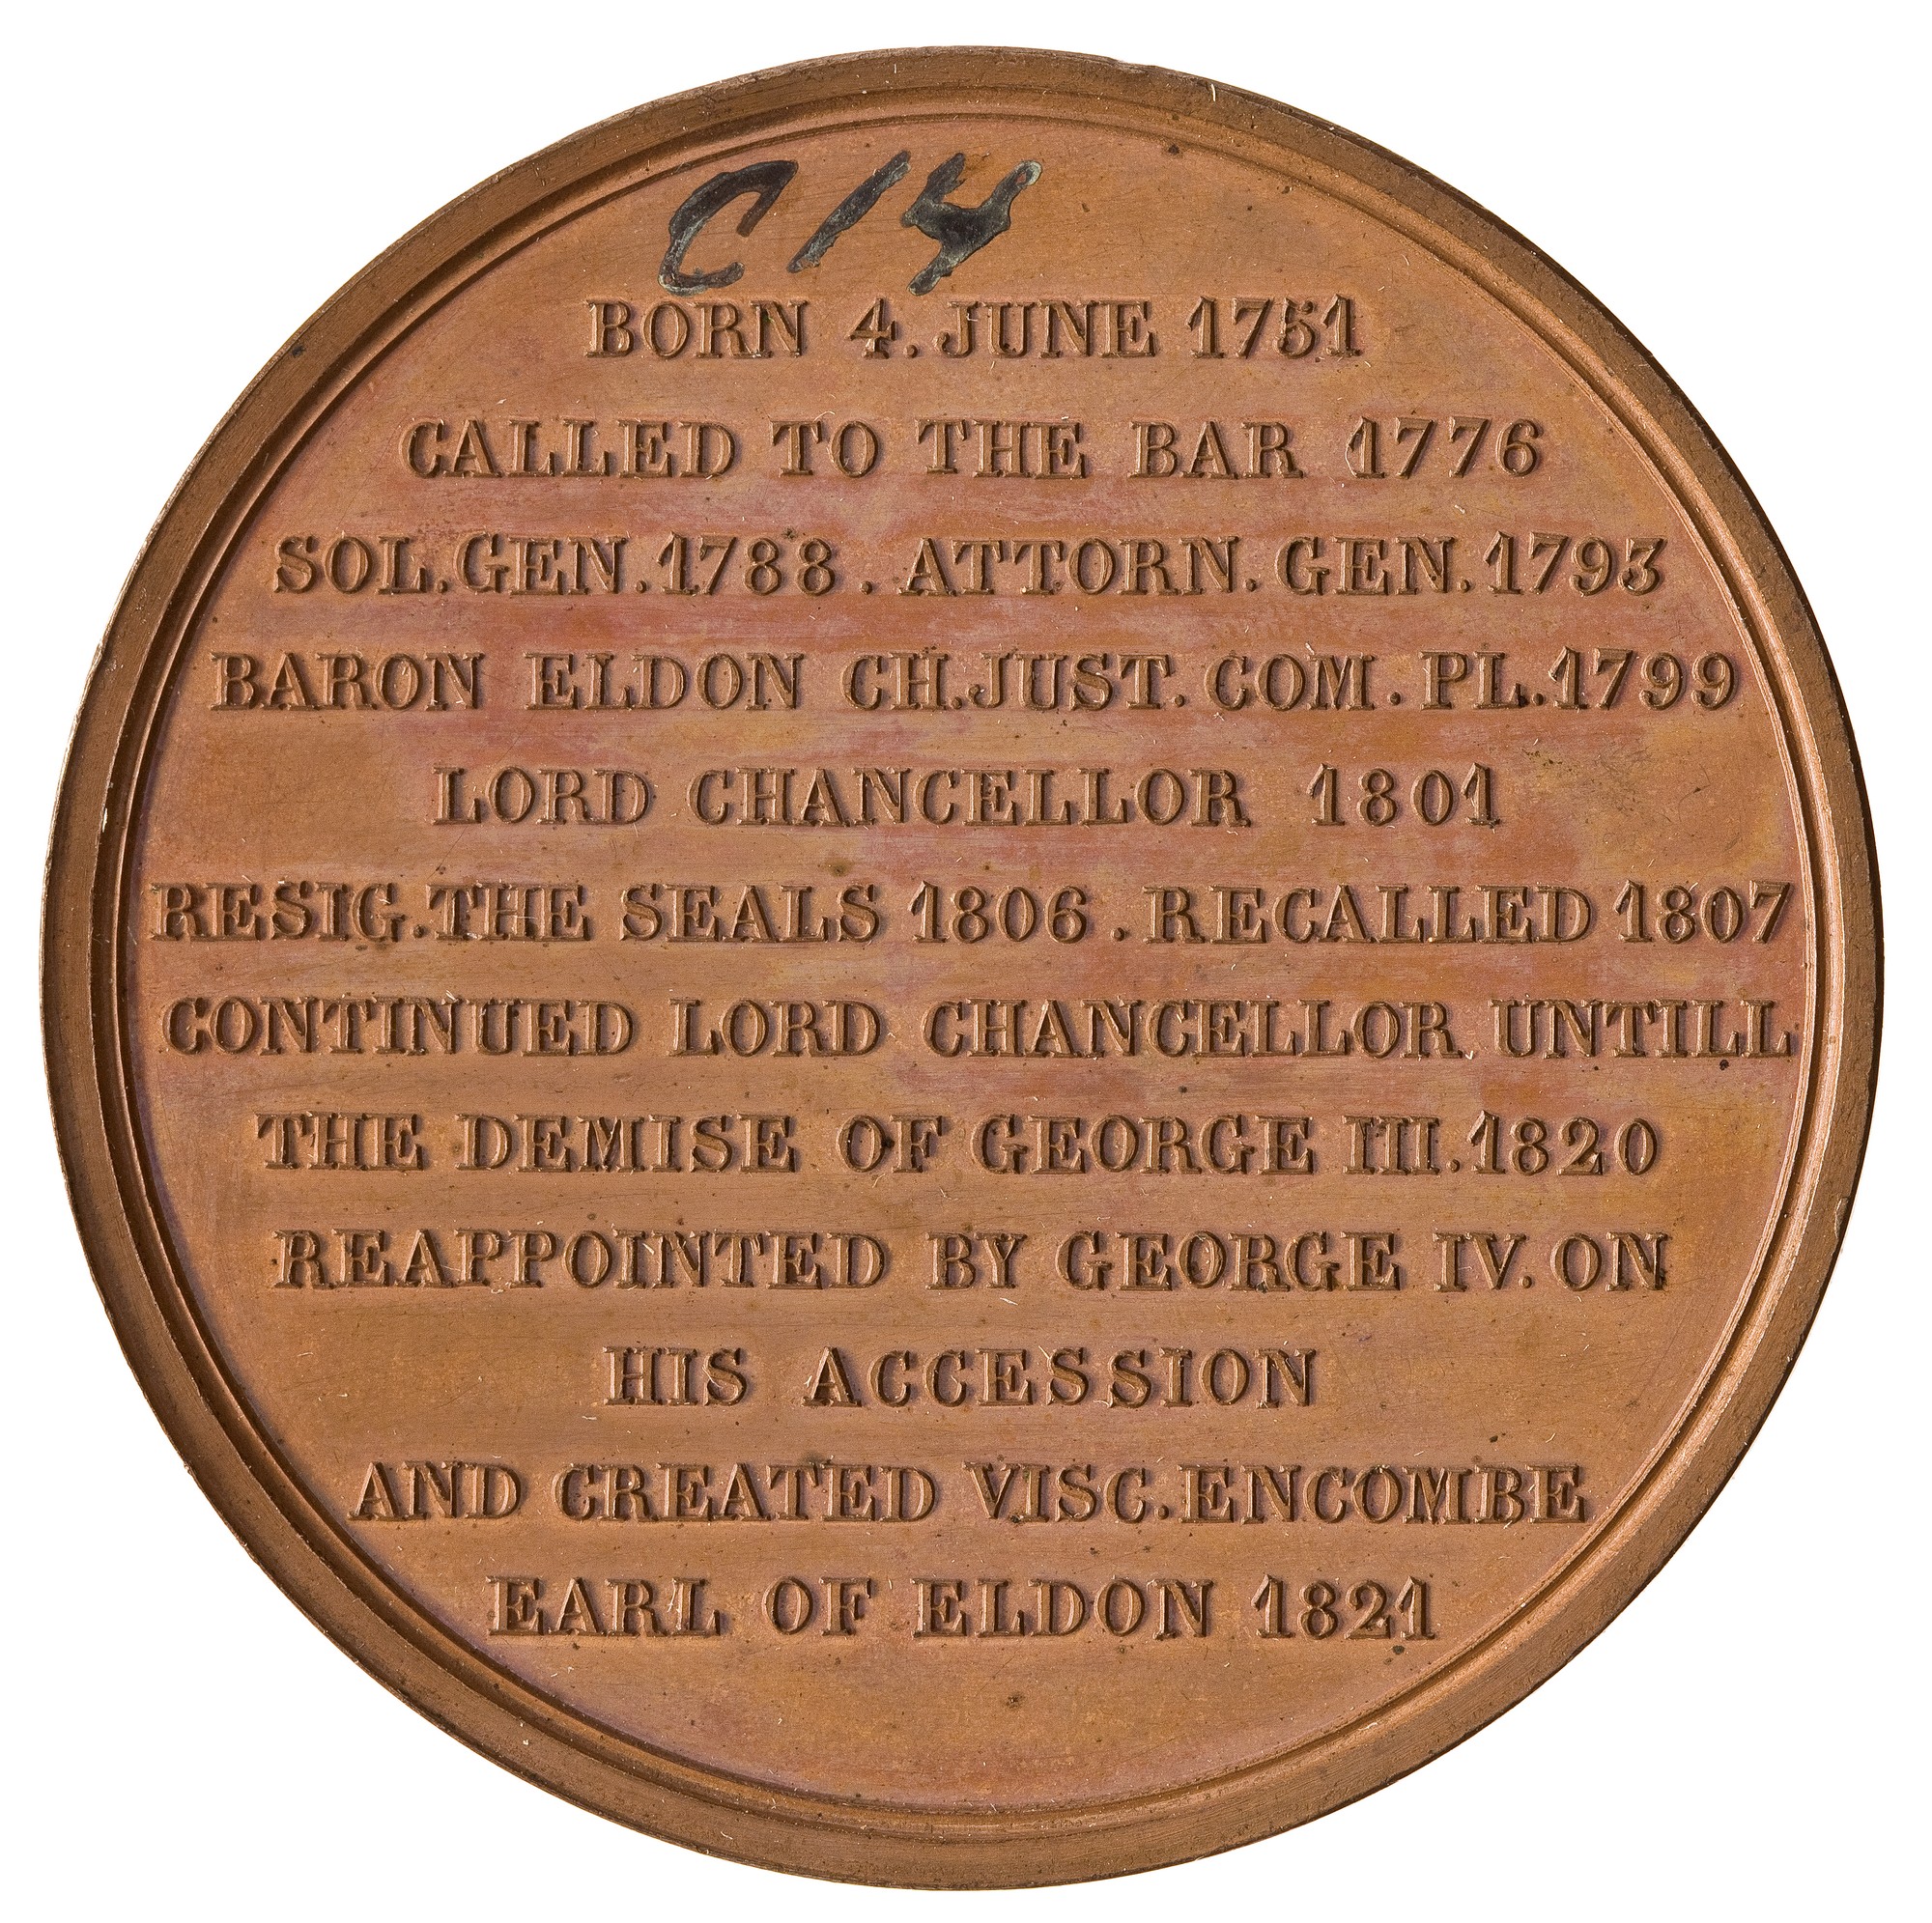 C14
BORN 4. JUNE 1751
CALLED TO THE BAR 1776
SOL.GEN.1788. ATTORN.GEN.1793
BARON ELDON CH.JUST. COM. PL.1799
LORD CHANCELLOR 1801
RESIG.THE SEALS 1806. RECALLED 1807
CONTINUED LORD CHANCELLOR UNTILL
THE DEMISE OF GEORGE III.1820
REAPPOINTED BY GEORGE IV. ON
HIS ACCESSION
AND CREATED VISC.ENCOMBE
EARL OF ELDON 1821